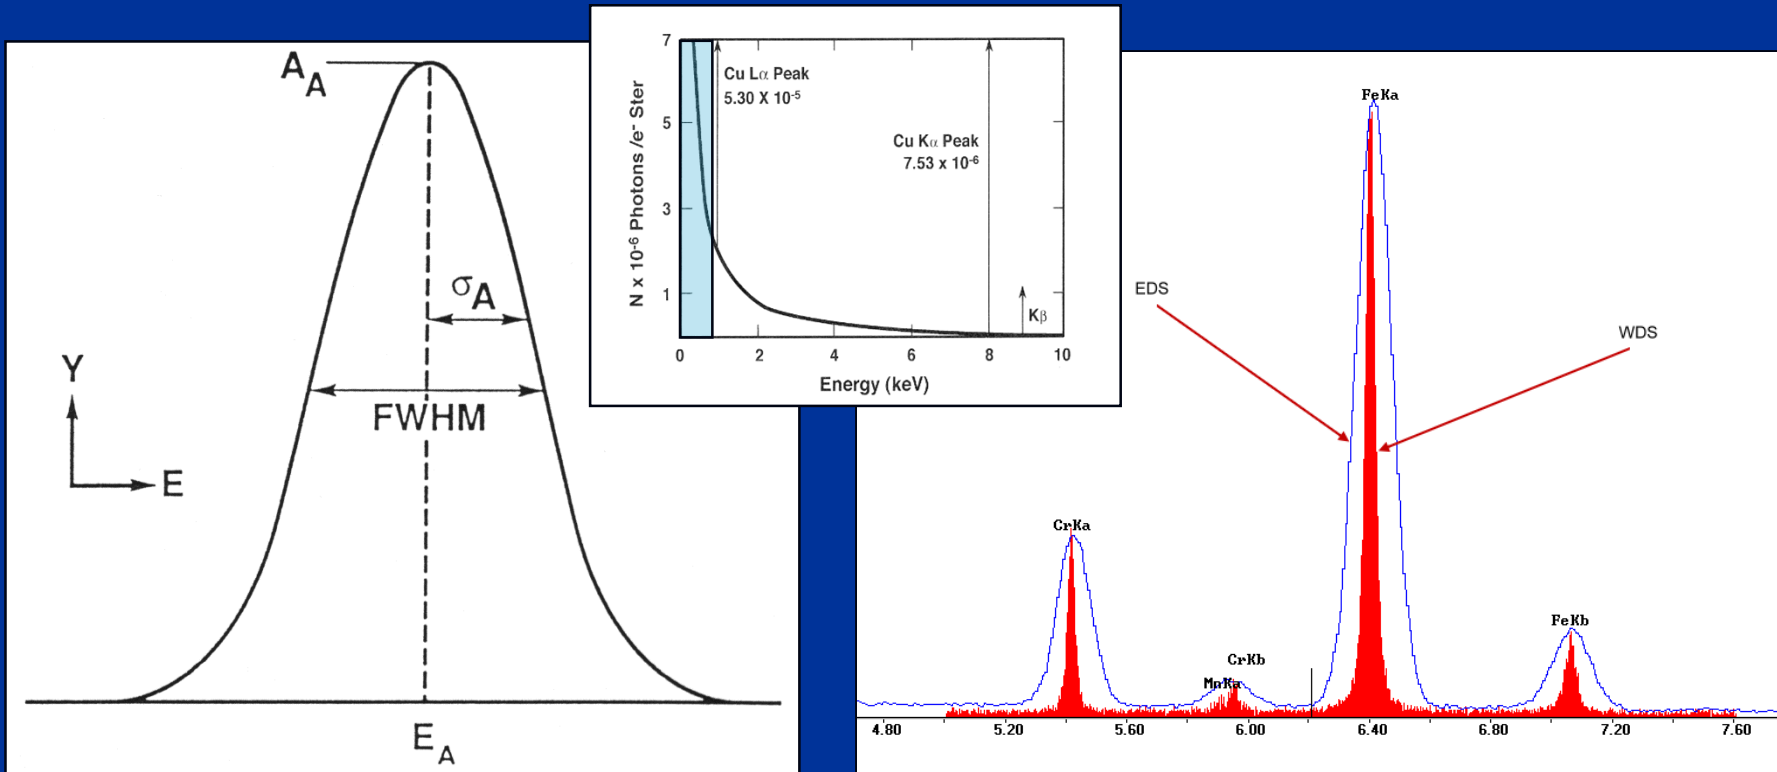 A_A
σ_A
FWHM
Y
E
E_A
N x 10⁻⁶ Photons /e⁻ Ster
7
5
3
1
Cu Lα Peak
5.30 X 10⁻⁵
Cu Kα Peak
7.53 x 10⁻⁶
Kβ
0 2 4 6 8 10
Energy (keV)
FeKa
EDS
WDS
CrKa
CrKb
MnKa
FeKb
4.80 5.20 5.60 6.00 6.40 6.80 7.20 7.60